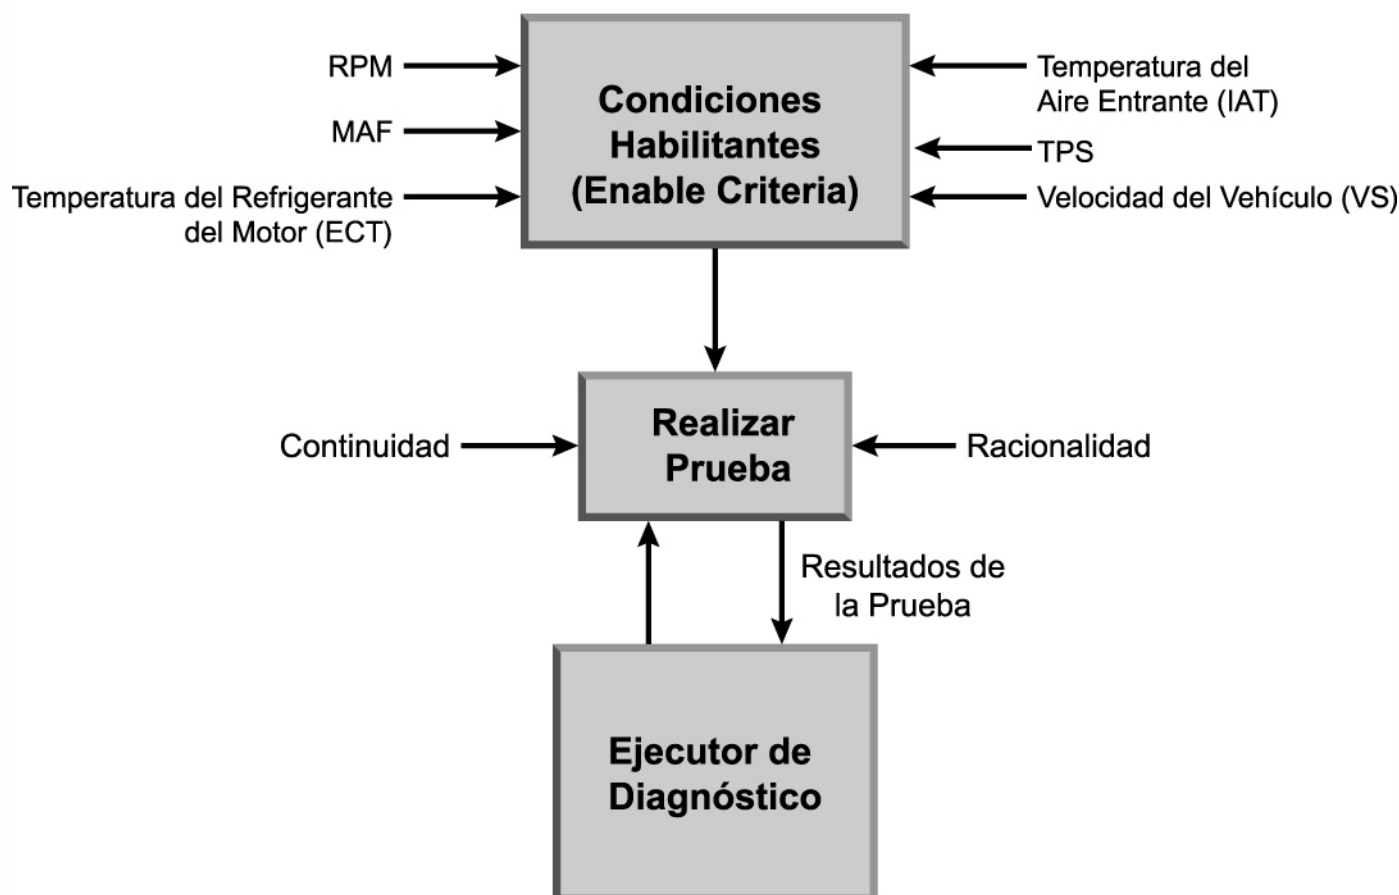 RPM
MAF
Temperatura del Refrigerante
del Motor (ECT)
Condiciones
Habilitantes
(Enable Criteria)
Temperatura del
Aire Entrante (IAT)
TPS
Velocidad del Vehículo (VS)
Continuidad
Realizar
Prueba
Racionalidad
Resultados de
la Prueba
Ejecutor de
Diagnóstico